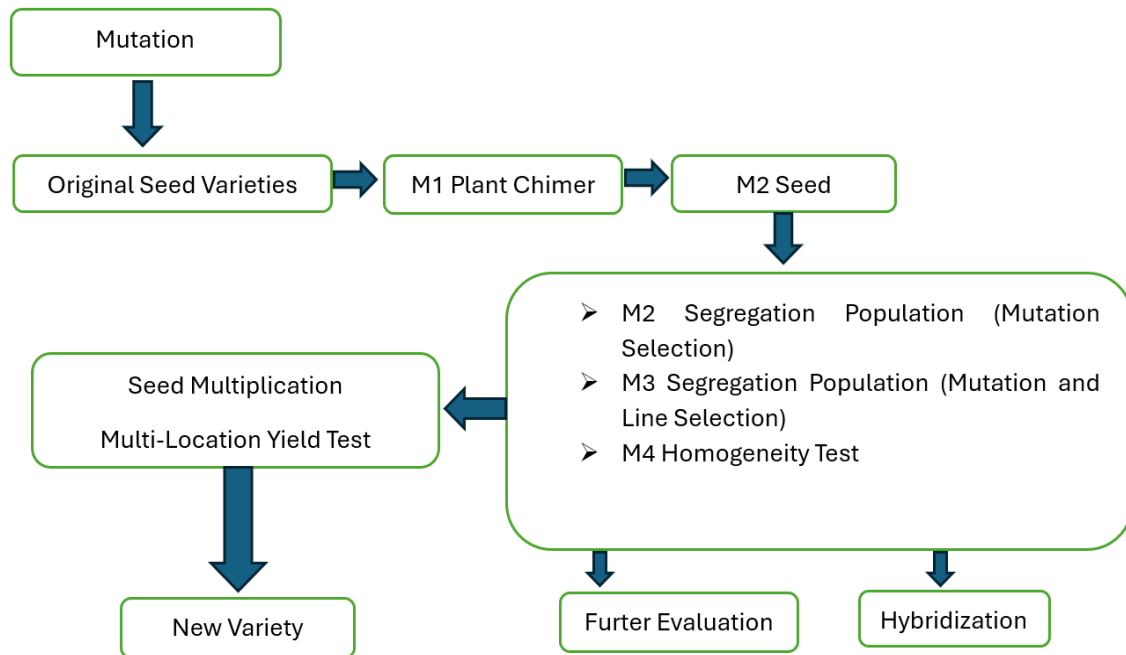 Mutation
Original Seed Varieties
M1 Plant Chimer
M2 Seed
➢ M2 Segregation Population (Mutation
Selection)
➢ M3 Segregation Population (Mutation and
Line Selection)
➢ M4 Homogeneity Test
Seed Multiplication
Multi-Location Yield Test
New Variety
Furter Evaluation
Hybridization